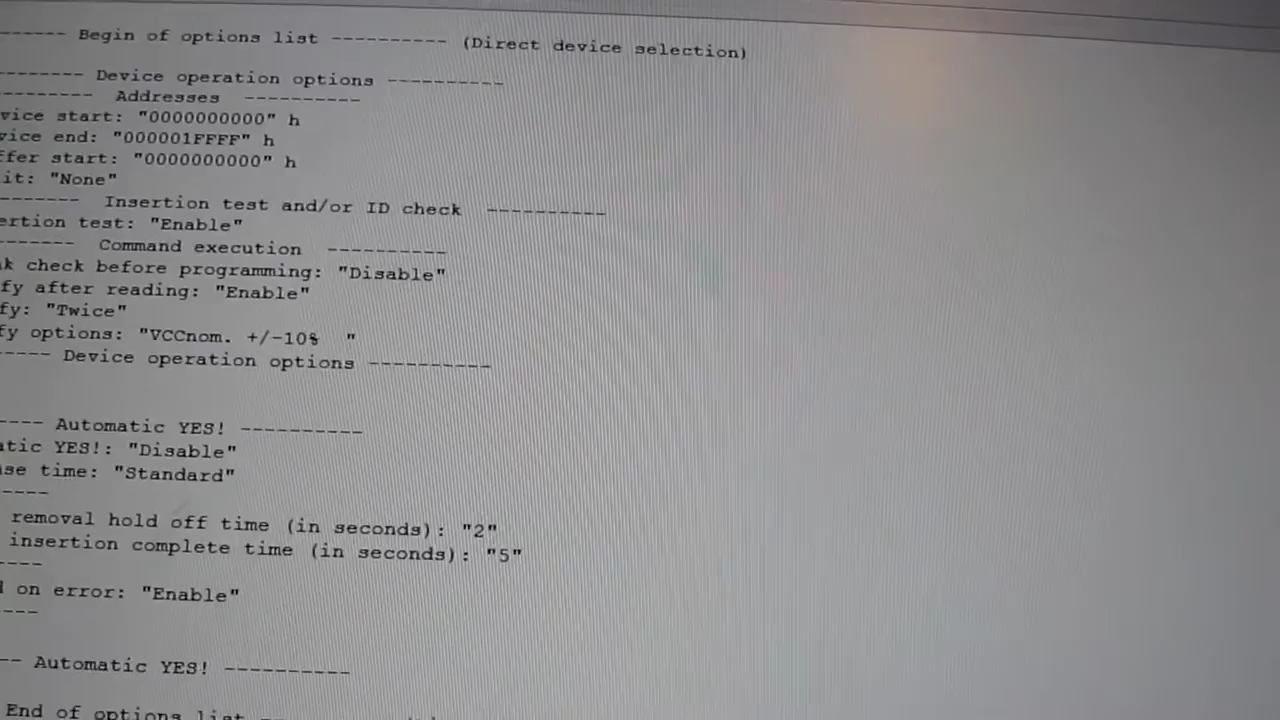 ------ Begin of options list ---------- (Direct device selection)
------- Device operation options ----------
-------- Addresses ----------
vice start: "0000000000" h
vice end: "000001FFFF" h
ffer start: "0000000000" h
it: "None"
------- Insertion test and/or ID check ----------
ertion test: "Enable"
------- Command execution ----------
k check before programming: "Disable"
fy after reading: "Enable"
fy: "Twice"
fy options: "VCCnom. +/-10% "
----- Device operation options ----------
---- Automatic YES! ----------
atic YES!: "Disable"
se time: "Standard"
----
removal hold off time (in seconds): "2"
insertion complete time (in seconds): "5"
----
on error: "Enable"
---
-- Automatic YES! ----------
End of options list